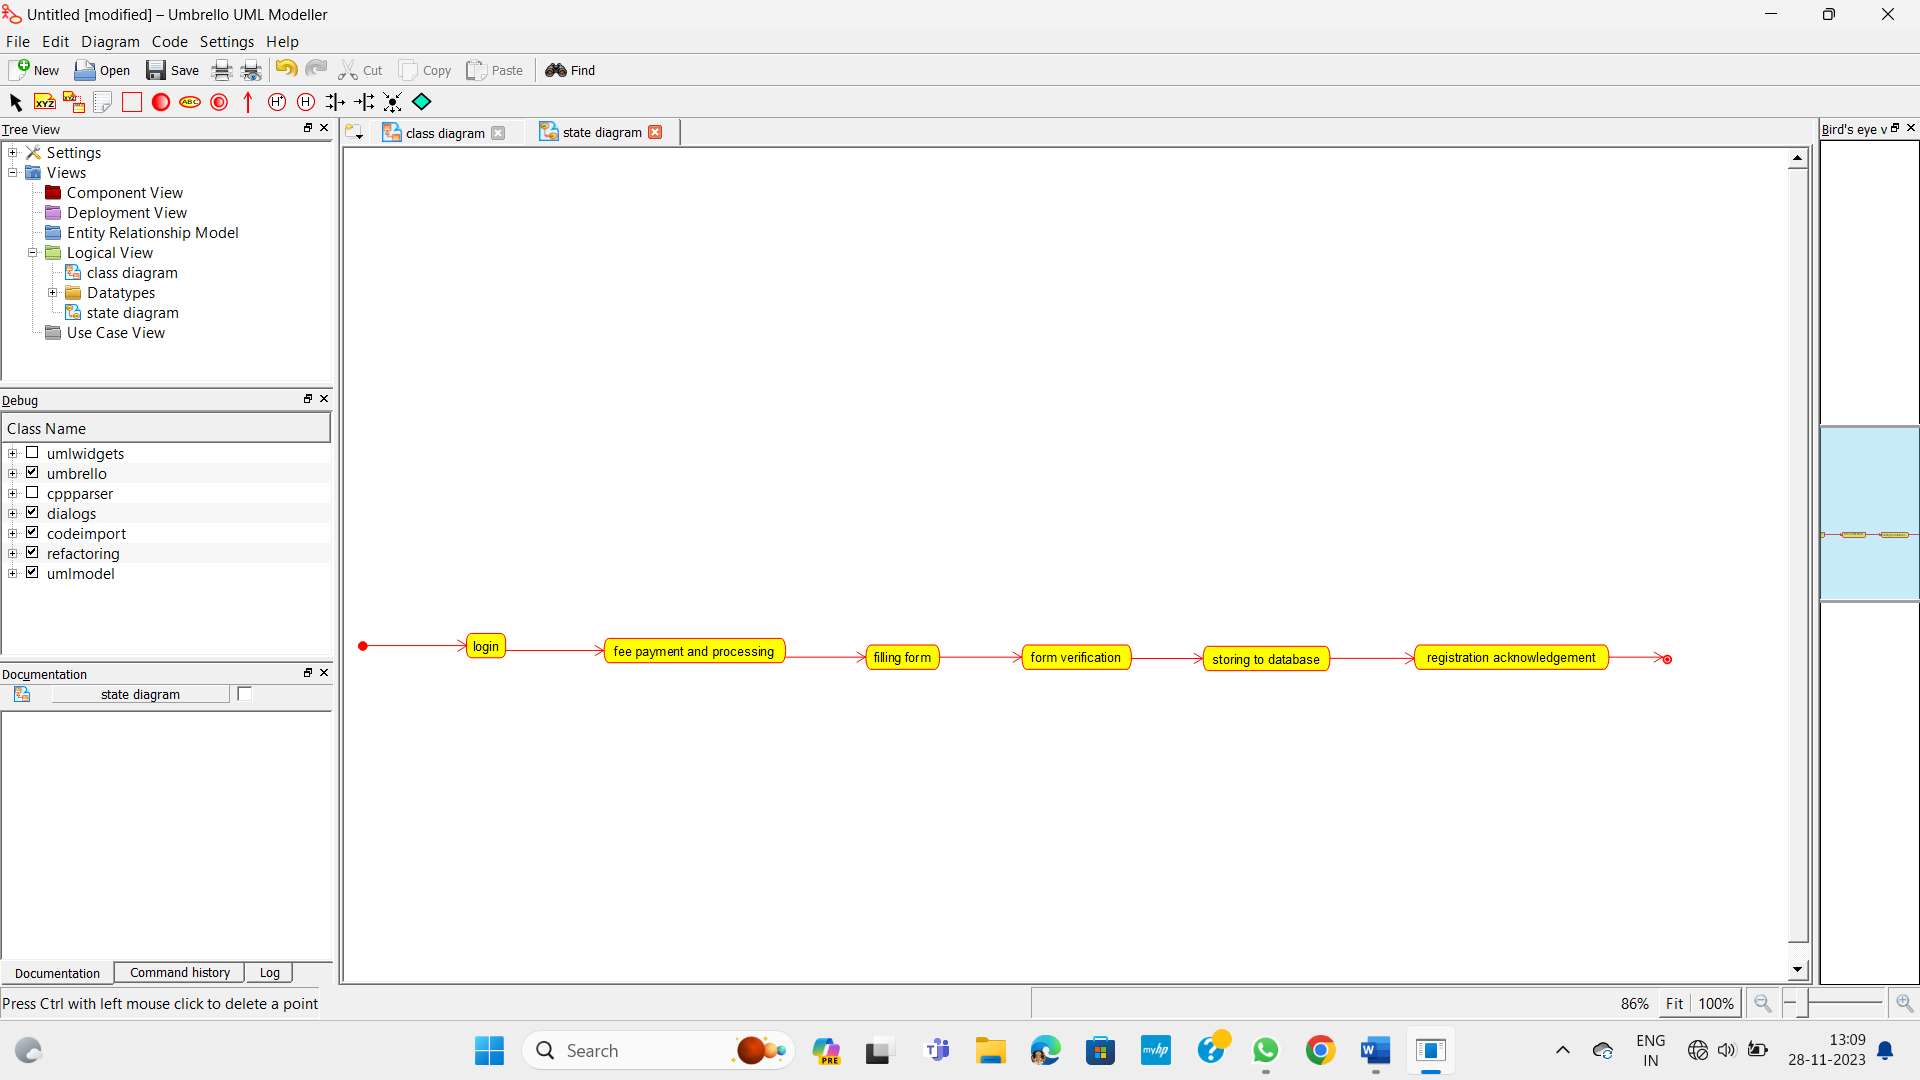 Untitled [modified] – Umbrello UML Modeller
File Edit Diagram Code Settings Help
New Open Save Cut Copy Paste Find
XYZ XYZ ABC H* H
Tree View
class diagram
state diagram
Bird's eye v
Settings
Views
Component View
Deployment View
Entity Relationship Model
Logical View
class diagram
Datatypes
state diagram
Use Case View
Debug
Class Name
umlwidgets
umbrello
cppparser
dialogs
codeimport
refactoring
umlmodel
login
fee payment and processing
filling form
form verification
storing to database
registration acknowledgement
Documentation
state diagram
Documentation Command history Log
Press Ctrl with left mouse click to delete a point
86% Fit 100%
Search
PRE
myhp
ENG
IN
13:09
28-11-2023